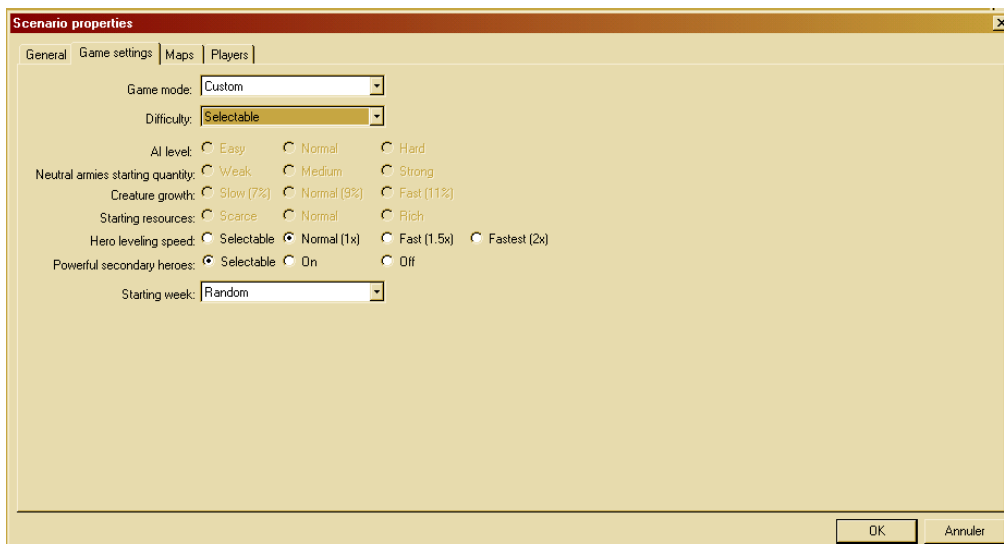 Scenario properties
General Game settings Maps Players
Game mode: Custom
Difficulty: Selectable
AI level: Easy Normal Hard
Neutral armies starting quantity: Weak Medium Strong
Creature growth: Slow (7%) Normal (9%) Fast (11%)
Starting resources: Scarce Normal Rich
Hero leveling speed: Selectable Normal (1x) Fast (1.5x) Fastest (2x)
Powerful secondary heroes: Selectable On Off
Starting week: Random
OK Annuler